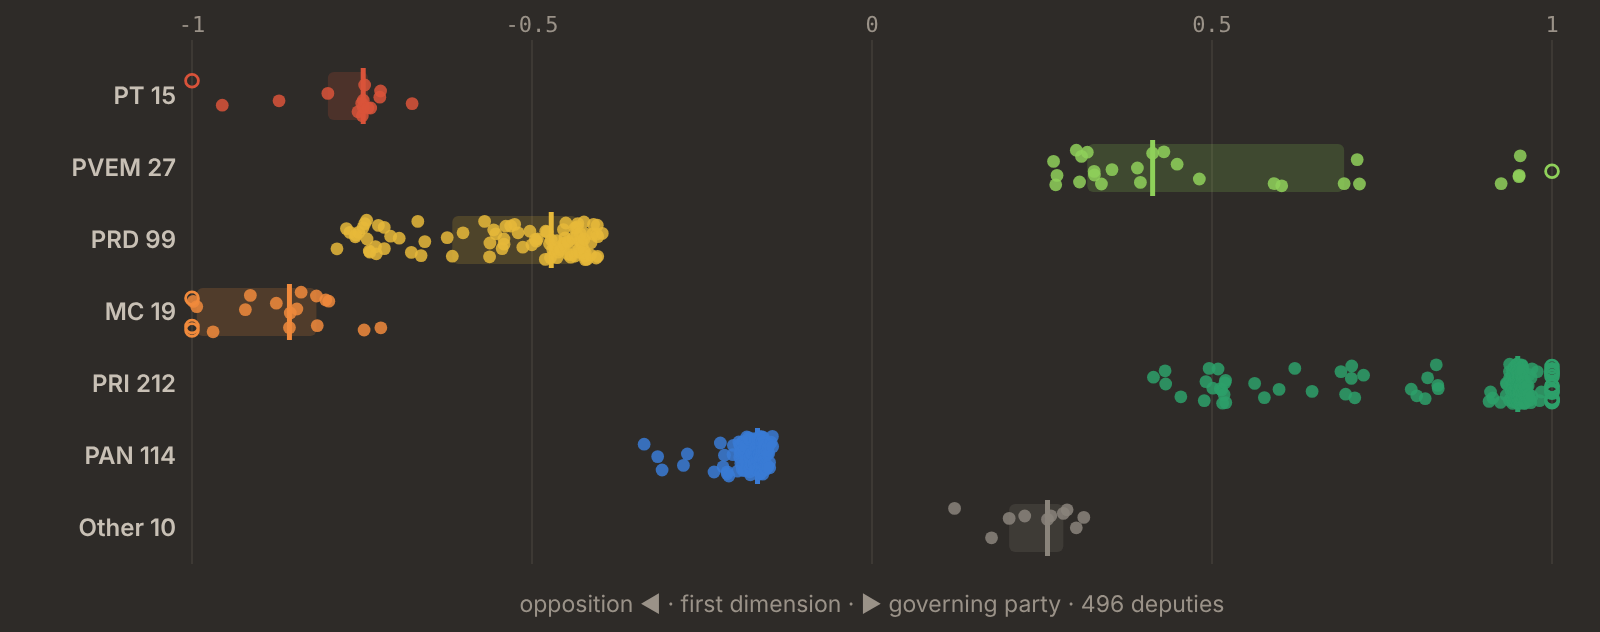 -1 -0.5 0 0.5 1
PT 15
PVEM 27
PRD 99
MC 19
PRI 212
PAN 114
Other 10
opposition ◀ · first dimension · ▶ governing party · 496 deputies